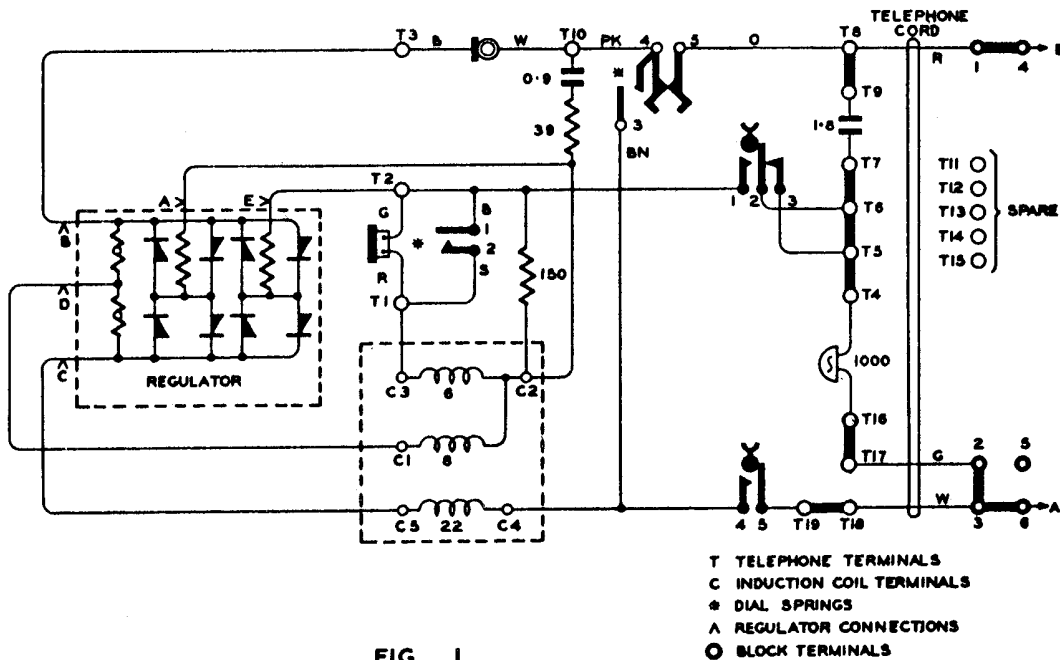 TELEPHONE
CORD
T3
B
W
T10
PK
4
5
O
T8
R
1
4
B
0·9
*
T9
39
3
BN
1·8
T7
T11
T12
T13
T14
T15
SPARE
A >
E >
T2
G
*
B
1
2
R
S
T1
150
1
2
3
T6
T5
T4
B
D
C
REGULATOR
C3
6
C2
1000
C1
8
T16
T17
G
2
5
C5
22
C4
4
5
T19
T18
W
3
6
A
T TELEPHONE TERMINALS
C INDUCTION COIL TERMINALS
* DIAL SPRINGS
Λ REGULATOR CONNECTIONS
O BLOCK TERMINALS
FIG. 1